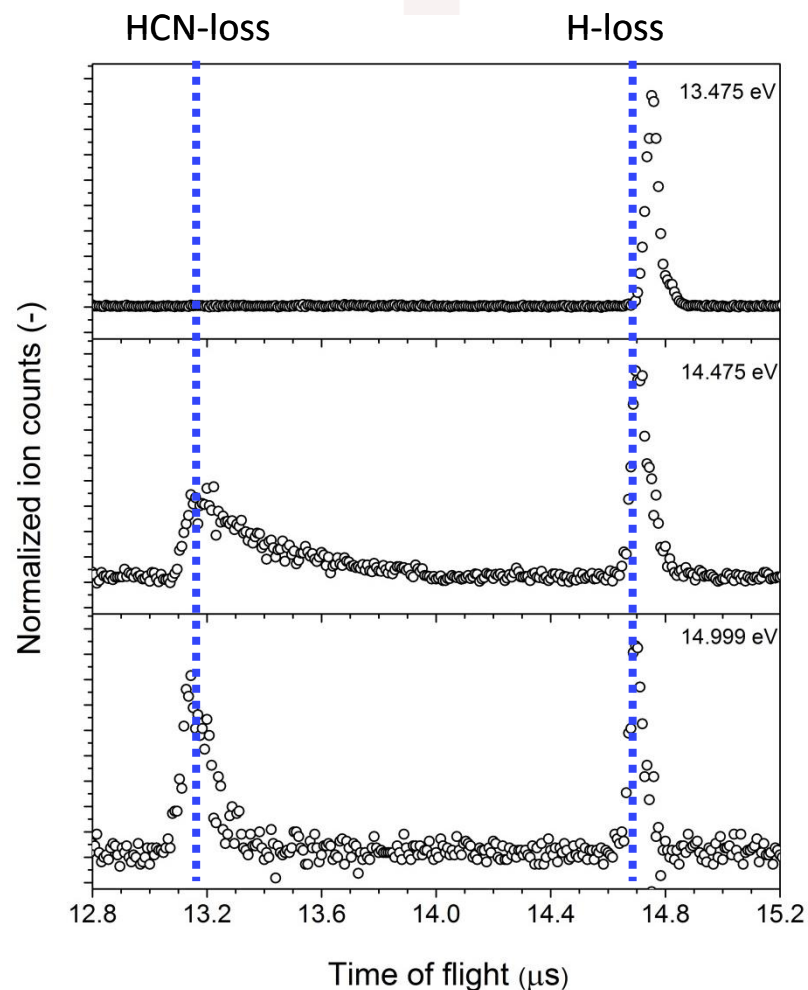 HCN-loss H-loss
13.475 eV
14.475 eV
14.999 eV
Normalized ion counts (-)
12.8 13.2 13.6 14.0 14.4 14.8 15.2
Time of flight (μs)